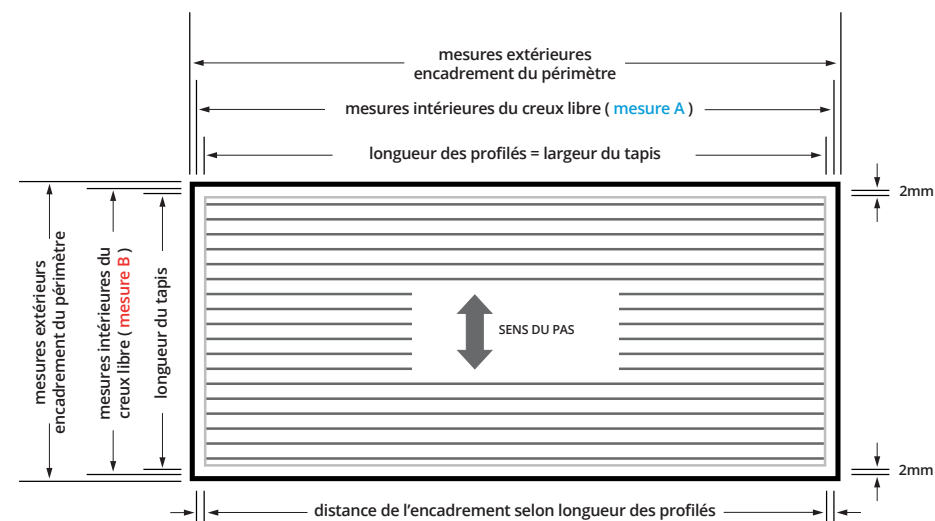 mesures extérieures
encadrement du périmètre
mesures intérieures du creux libre ( mesure A )
longueur des profilés = largeur du tapis
2mm
mesures extérieurs
encadrement du périmètre
mesures intérieures du
creux libre ( mesure B )
longueur du tapis
SENS DU PAS
2mm
distance de l’encadrement selon longueur des profilés